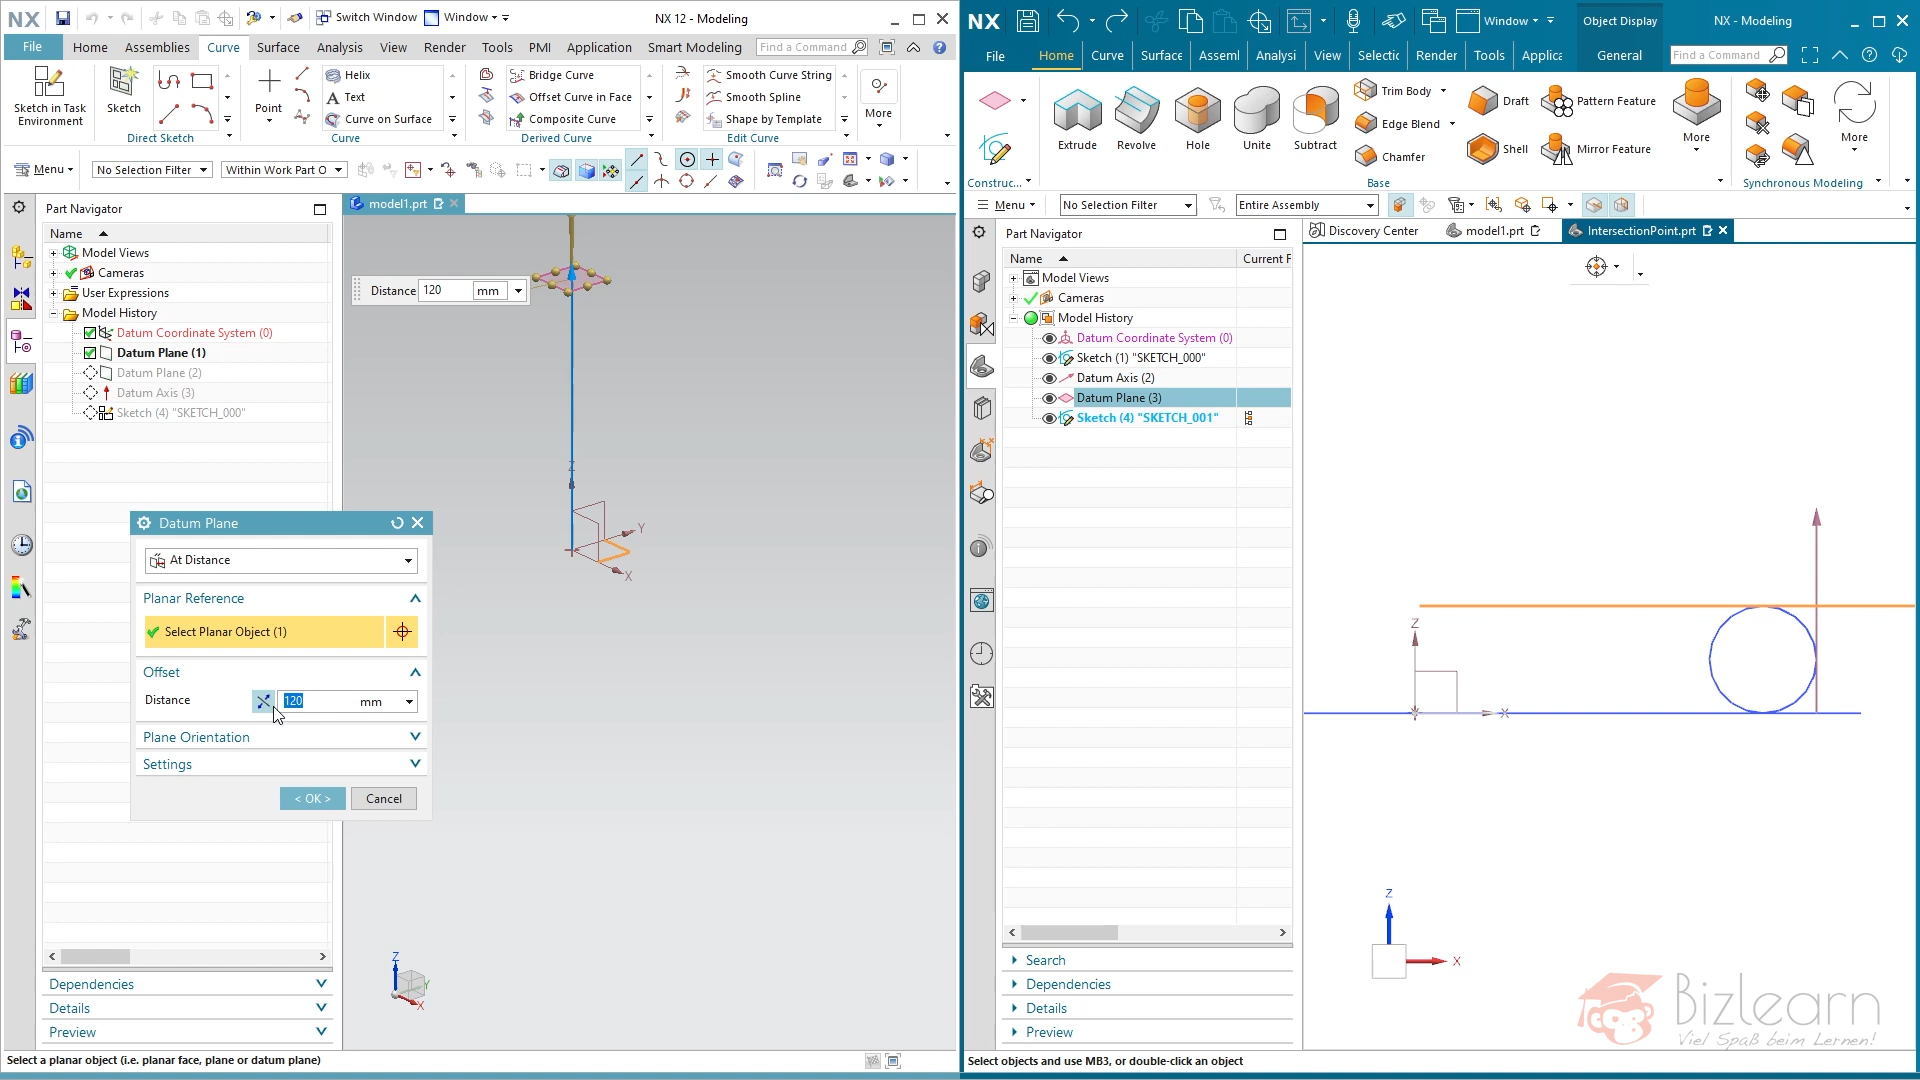 NX
Switch Window
Window
NX 12 - Modeling
File
Home
Assemblies
Curve
Surface
Analysis
View
Render
Tools
PMI
Application
Smart Modeling
Find a Command
Sketch in Task Environment
Sketch
Point
Helix
Text
Curve on Surface
Bridge Curve
Offset Curve in Face
Composite Curve
Smooth Curve String
Smooth Spline
Shape by Template
More
Direct Sketch
Curve
Derived Curve
Edit Curve
Menu
No Selection Filter
Within Work Part O
Part Navigator
Name
Model Views
Cameras
User Expressions
Model History
Datum Coordinate System (0)
Datum Plane (1)
Datum Plane (2)
Datum Axis (3)
Sketch (4) "SKETCH_000"
model1.prt
Distance
120
mm
Z
Y
X
Datum Plane
At Distance
Planar Reference
Select Planar Object (1)
Offset
Distance
120
mm
Plane Orientation
Settings
< OK >
Cancel
Z
Y
X
Dependencies
Details
Preview
Select a planar object (i.e. planar face, plane or datum plane)
NX
Window
Object Display
NX - Modeling
File
Home
Curve
Surface
Assembl
Analysi
View
Selectic
Render
Tools
Applica
General
Find a Command
Construc...
Extrude
Revolve
Hole
Unite
Subtract
Trim Body
Edge Blend
Chamfer
Draft
Shell
Pattern Feature
Mirror Feature
More
More
Base
Synchronous Modeling
Menu
No Selection Filter
Entire Assembly
Part Navigator
Name
Current F
Model Views
Cameras
Model History
Datum Coordinate System (0)
Sketch (1) "SKETCH_000"
Datum Axis (2)
Datum Plane (3)
Sketch (4) "SKETCH_001"
Discovery Center
model1.prt
IntersectionPoint.prt
Z
X
Z
X
Search
Dependencies
Details
Preview
Bizlearn
Viel Spaß beim Lernen!
Select objects and use MB3, or double-click an object